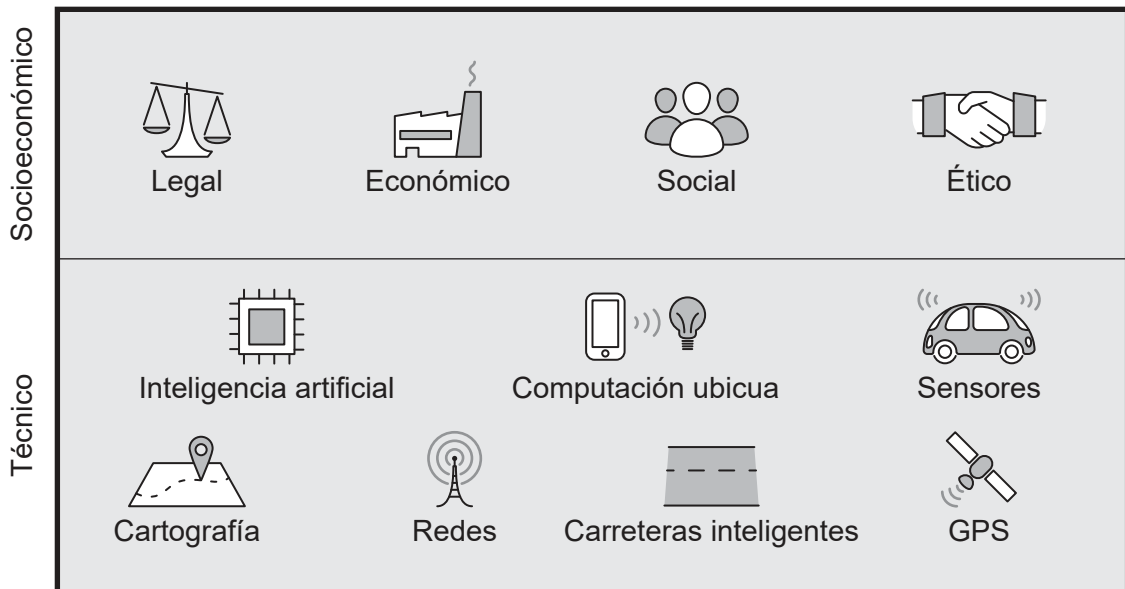 Socioeconómico
Legal
Económico
Social
Ético
Técnico
Inteligencia artificial
Computación ubicua
Sensores
Cartografía
Redes
Carreteras inteligentes
GPS